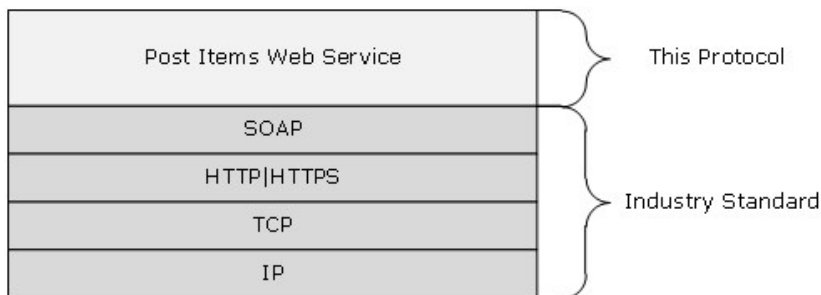 Post Items Web Service
This Protocol
SOAP
HTTP|HTTPS
Industry Standard
TCP
IP